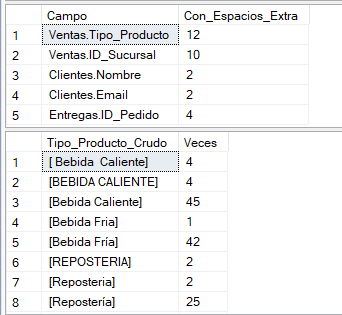 Campo Con_Espacios_Extra
1 Ventas.Tipo_Producto 12
2 Ventas.ID_Sucursal 10
3 Clientes.Nombre 2
4 Clientes.Email 2
5 Entregas.ID_Pedido 4
Tipo_Producto_Crudo Veces
1 [ Bebida  Caliente] 4
2 [BEBIDA CALIENTE] 4
3 [Bebida Caliente] 45
4 [Bebida Fria] 1
5 [Bebida Fría] 42
6 [REPOSTERIA] 2
7 [Reposteria] 2
8 [Repostería] 25